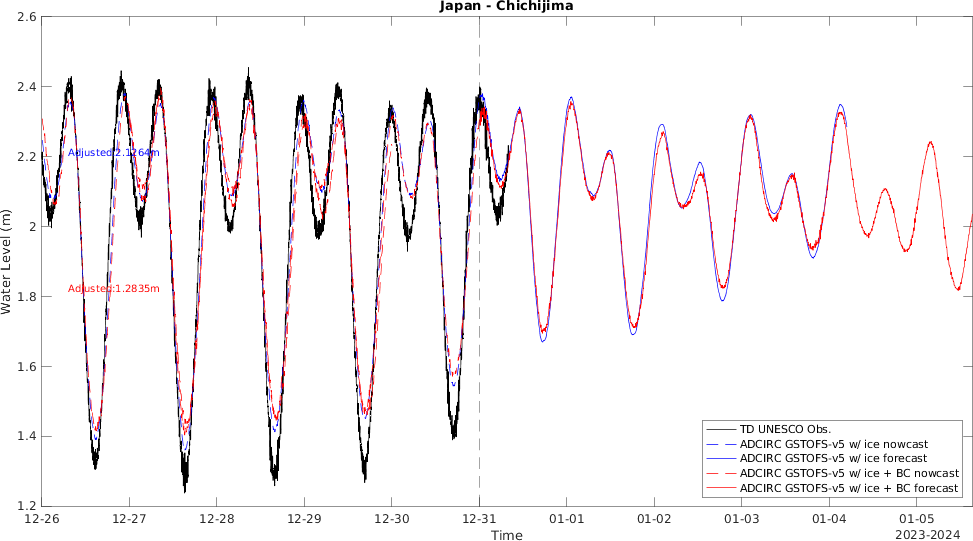 Japan - Chichijima
2.6
2.4
2.2
2
1.8
1.6
1.4
1.2
Water Level (m)
Adjusted:2.1264m
Adjusted:1.2835m
TD UNESCO Obs.
ADCIRC GSTOFS-v5 w/ ice nowcast
ADCIRC GSTOFS-v5 w/ ice forecast
ADCIRC GSTOFS-v5 w/ ice + BC nowcast
ADCIRC GSTOFS-v5 w/ ice + BC forecast
12-26 12-27 12-28 12-29 12-30 12-31 01-01 01-02 01-03 01-04 01-05
Time
2023-2024